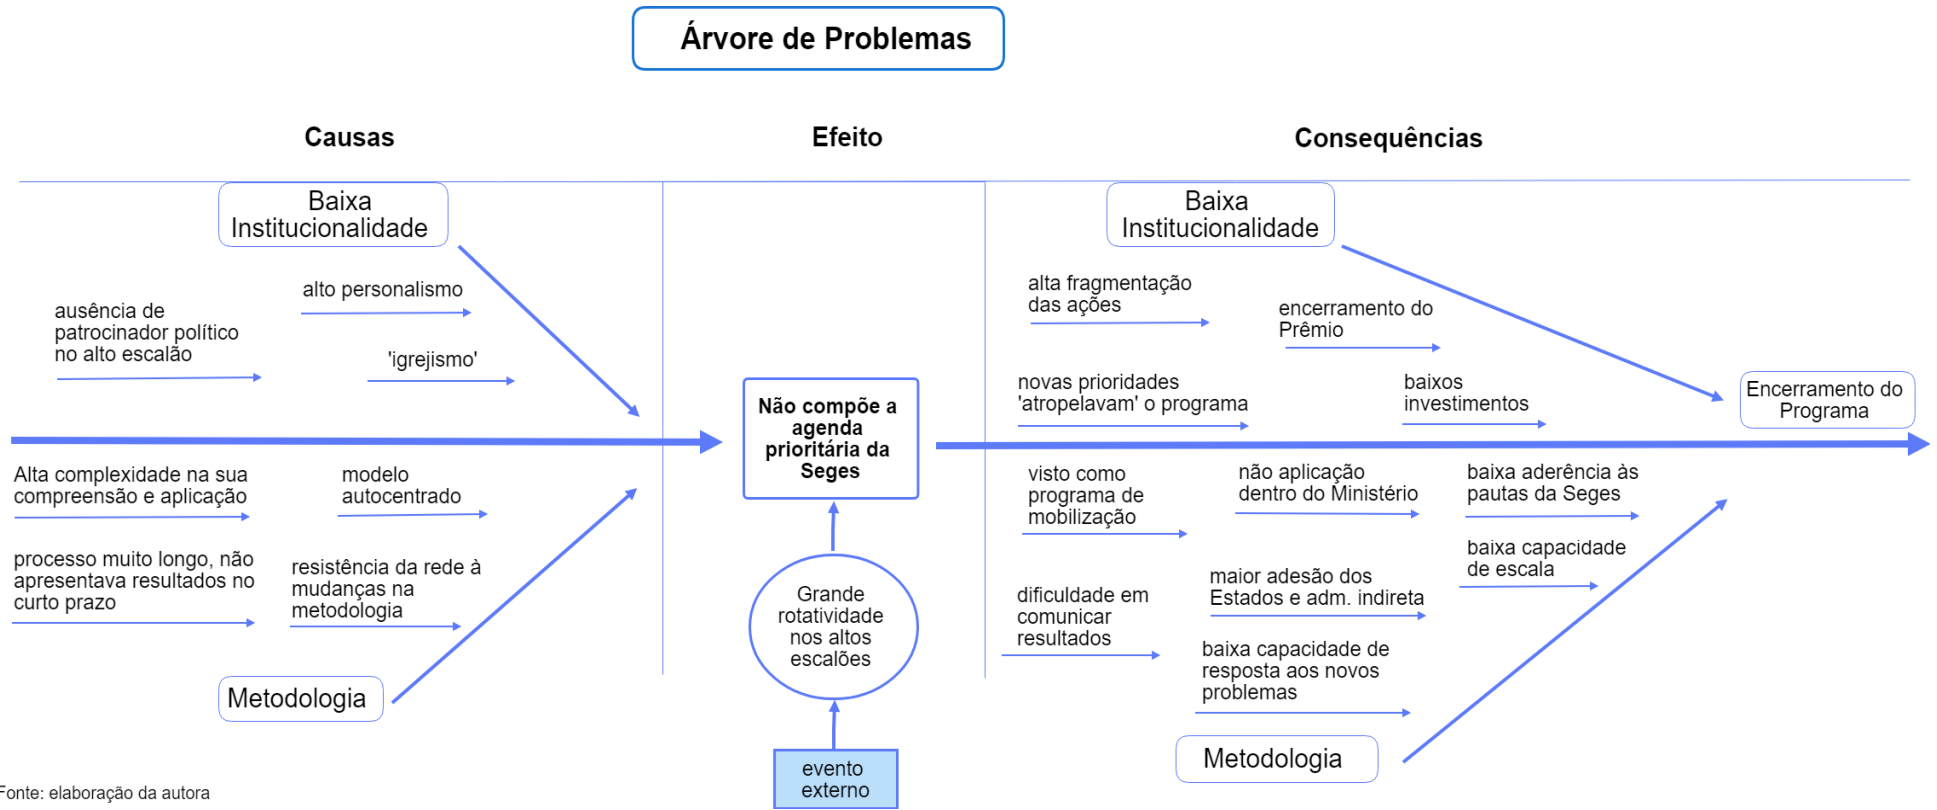 Árvore de Problemas
Causas
Efeito
Consequências
Baixa
Institucionalidade
ausência de
patrocinador político
no alto escalão
alto personalismo
'igrejismo'
Alta complexidade na sua
compreensão e aplicação
modelo
autocentrado
processo muito longo, não
apresentava resultados no
curto prazo
resistência da rede à
mudanças na
metodologia
Metodologia
Não compõe a
agenda
prioritária da
Seges
Grande
rotatividade
nos altos
escalões
evento
externo
Baixa
Institucionalidade
alta fragmentação
das ações
encerramento do
Prêmio
novas prioridades
'atropelavam' o programa
baixos
investimentos
Encerramento do
Programa
visto como
programa de
mobilização
não aplicação
dentro do Ministério
baixa aderência às
pautas da Seges
baixa capacidade
de escala
dificuldade em
comunicar
resultados
maior adesão dos
Estados e adm. indireta
baixa capacidade de
resposta aos novos
problemas
Metodologia
Fonte: elaboração da autora